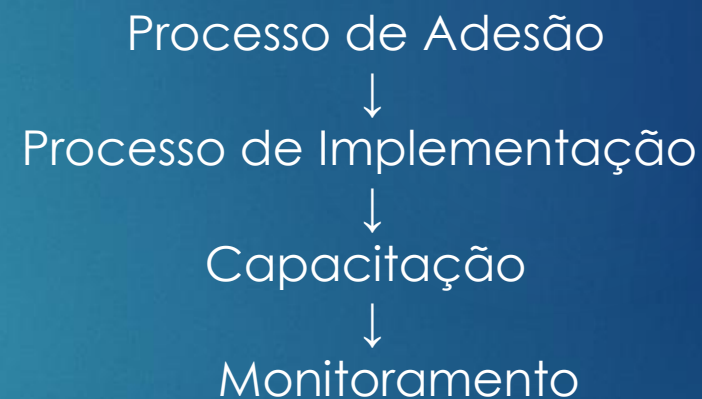 Processo de Adesão
↓
Processo de Implementação
↓
Capacitação
↓
Monitoramento